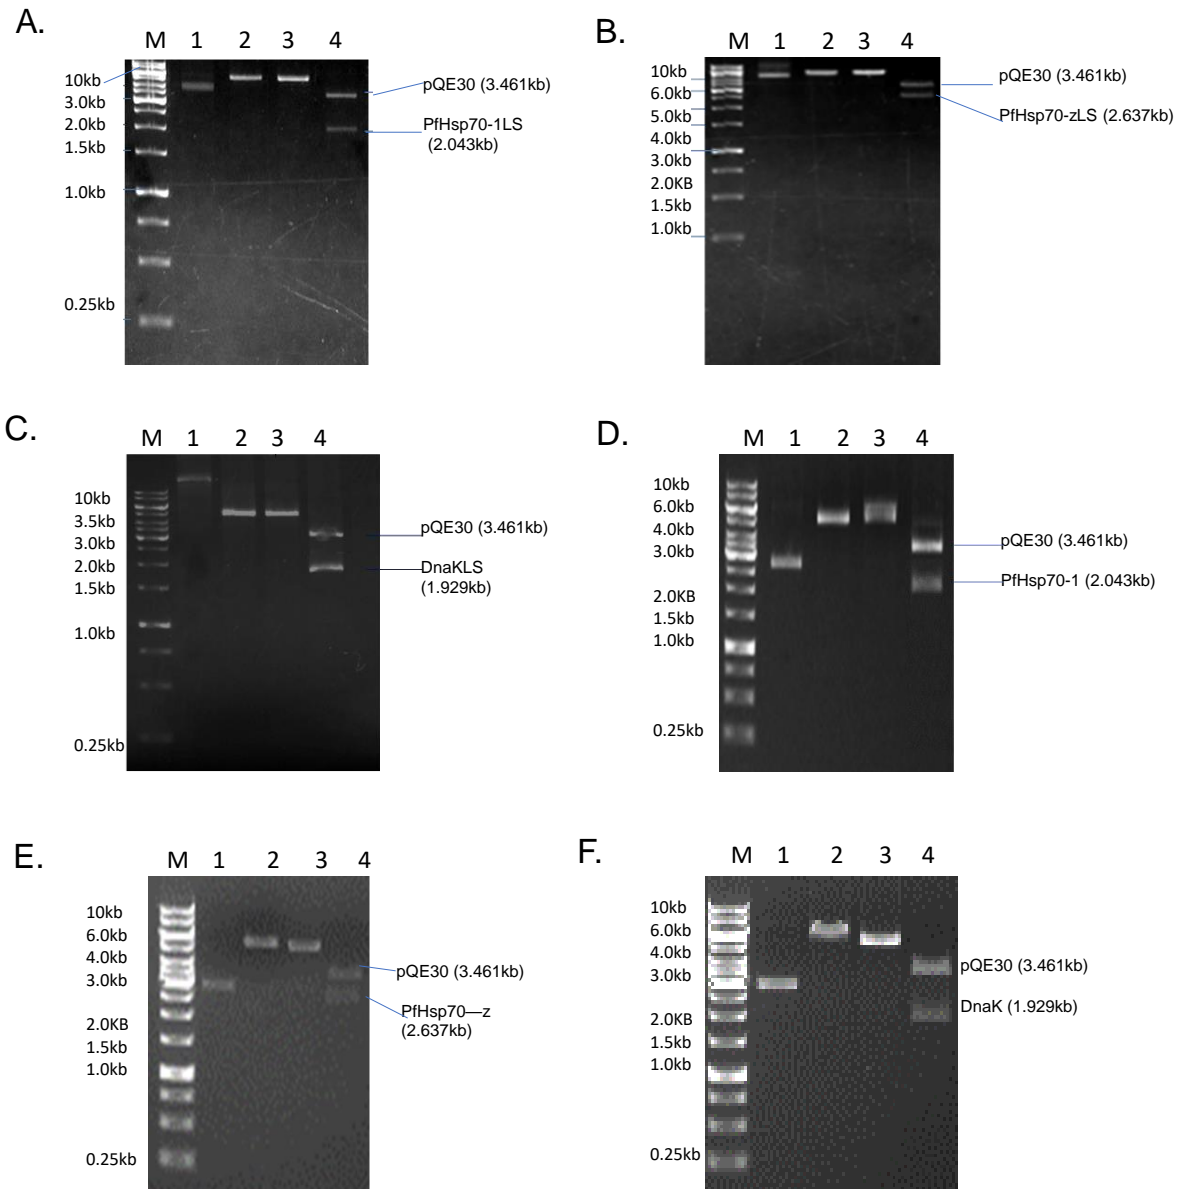 A.
M 1 2 3 4
10kb
3.0kb
2.0kb
1.5kb
1.0kb
0.25kb
pQE30 (3.461kb)
PfHsp70-1LS
(2.043kb)
B.
M 1 2 3 4
10kb
6.0kb
5.0kb
4.0kb
3.0kb
2.0KB
1.5kb
1.0kb
pQE30 (3.461kb)
PfHsp70-zLS (2.637kb)
C.
M 1 2 3 4
10kb
3.5kb
3.0kb
2.0kb
1.5kb
1.0kb
0.25kb
pQE30 (3.461kb)
DnaKLS
(1.929kb)
D.
M 1 2 3 4
10kb
6.0kb
4.0kb
3.0kb
2.0KB
1.5kb
1.0kb
0.25kb
pQE30 (3.461kb)
PfHsp70-1 (2.043kb)
E.
M 1 2 3 4
10kb
6.0kb
4.0kb
3.0kb
2.0KB
1.5kb
1.0kb
0.25kb
pQE30 (3.461kb)
PfHsp70—z
(2.637kb)
F.
M 1 2 3 4
10kb
6.0kb
4.0kb
3.0kb
2.0KB
1.5kb
1.0kb
0.25kb
pQE30 (3.461kb)
DnaK (1.929kb)